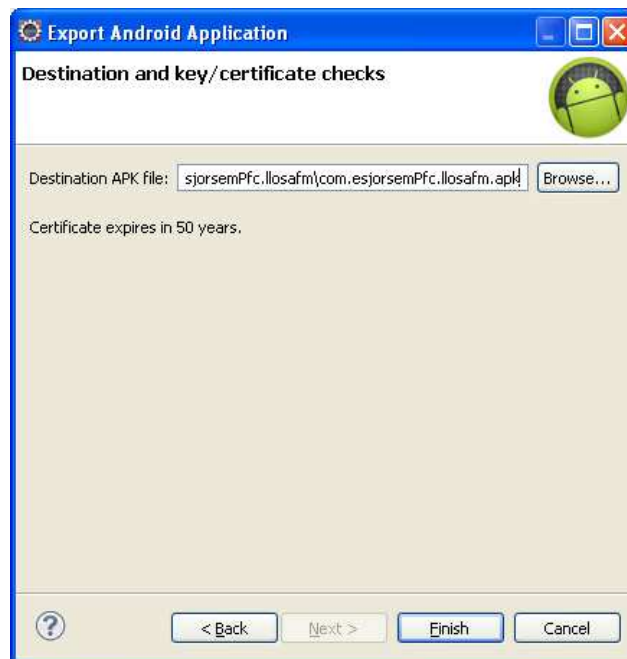 Export Android Application
Destination and key/certificate checks
Destination APK file: sjorsemPfc.llosafm\com.esjorsemPfc.llosafm.apk Browse...
Certificate expires in 50 years.
? < Back Next > Finish Cancel